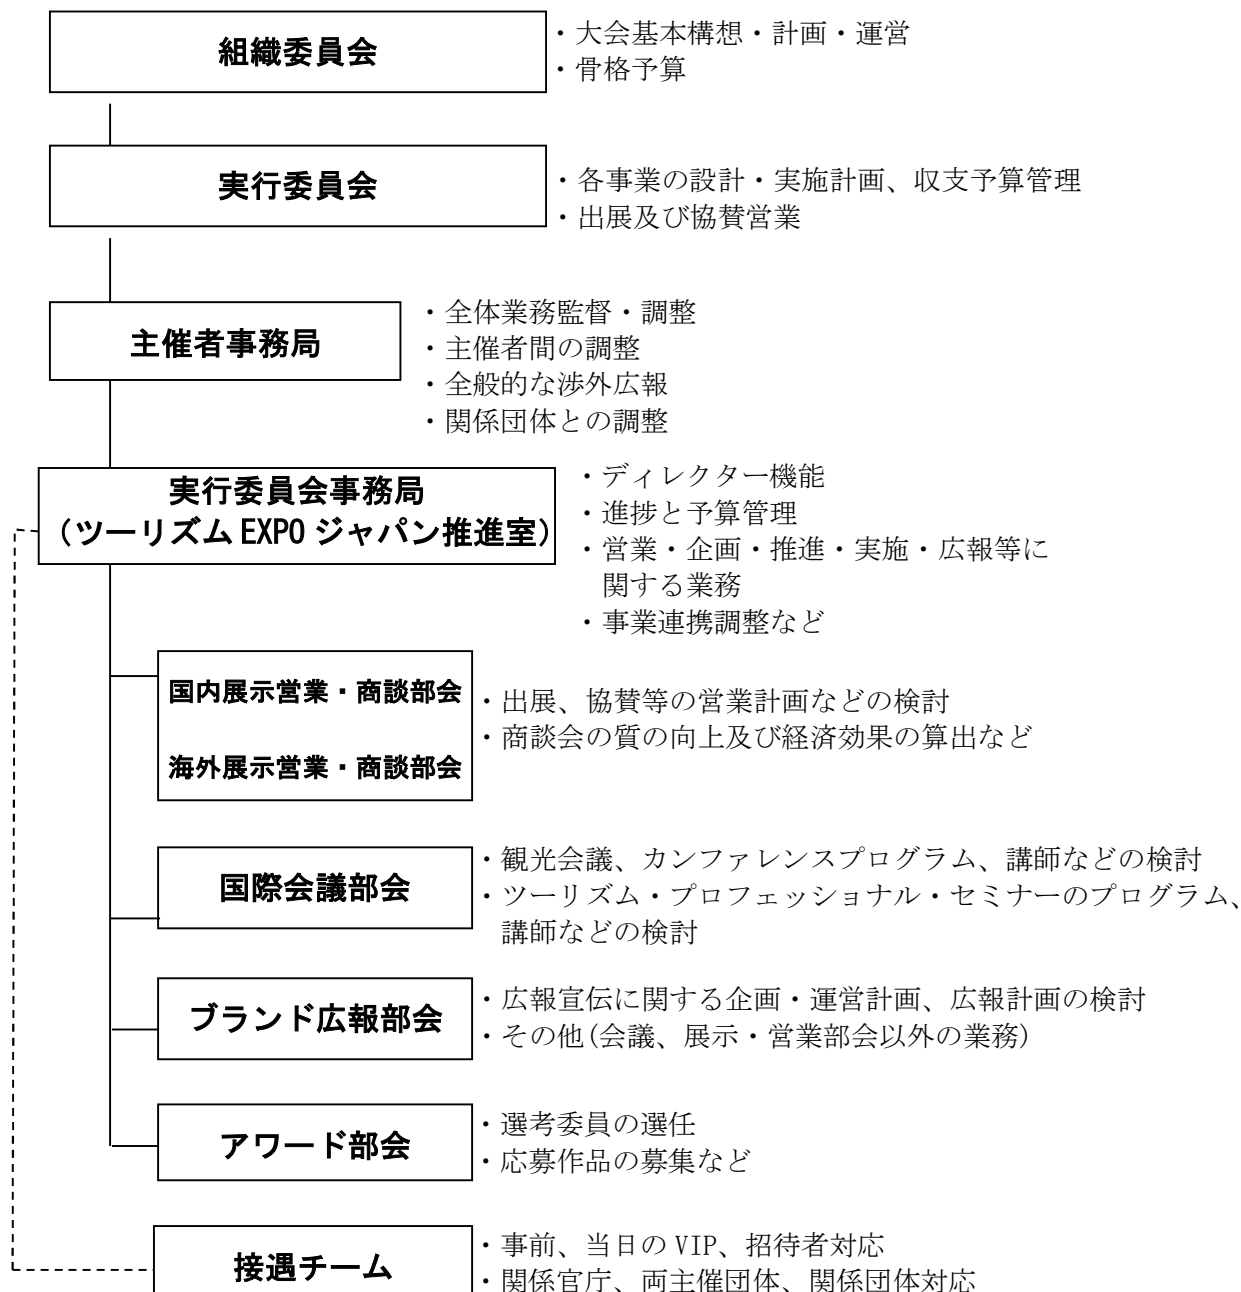 組織委員会
・大会基本構想・計画・運営
・骨格予算
実行委員会
・各事業の設計・実施計画、収支予算管理
・出展及び協賛営業
主催者事務局
・全体業務監督・調整
・主催者間の調整
・全般的な渉外広報
・関係団体との調整
実行委員会事務局
（ツーリズム EXPO ジャパン推進室）
・ディレクター機能
・進捗と予算管理
・営業・企画・推進・実施・広報等に
関する業務
・事業連携調整など
国内展示営業・商談部会
海外展示営業・商談部会
・出展、協賛等の営業計画などの検討
・商談会の質の向上及び経済効果の算出など
国際会議部会
・観光会議、カンファレンスプログラム、講師などの検討
・ツーリズム・プロフェッショナル・セミナーのプログラム、
講師などの検討
ブランド広報部会
・広報宣伝に関する企画・運営計画、広報計画の検討
・その他(会議、展示・営業部会以外の業務)
アワード部会
・選考委員の選任
・応募作品の募集など
接遇チーム
・事前、当日の VIP、招待者対応
・関係官庁、両主催団体、関係団体対応